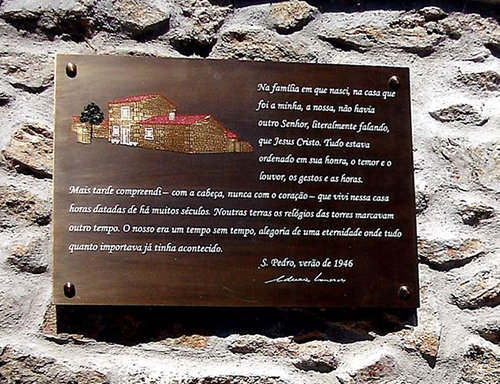 Na família em que nasci, na casa que
foi a minha, a nossa, não havia
outro Senhor, literalmente falando,
que Jesus Cristo. Tudo estava
ordenado em sua honra, o temor e o
louvor, os gestos e as horas.
Mais tarde compreendi – com a cabeça, nunca com o coração – que vivi nessa casa
horas datadas de há muitos séculos. Noutras terras os relógios das torres marcavam
outro tempo. O nosso era um tempo sem tempo, alegoria de uma eternidade onde tudo
quanto importava já tinha acontecido.
S. Pedro, verão de 1946